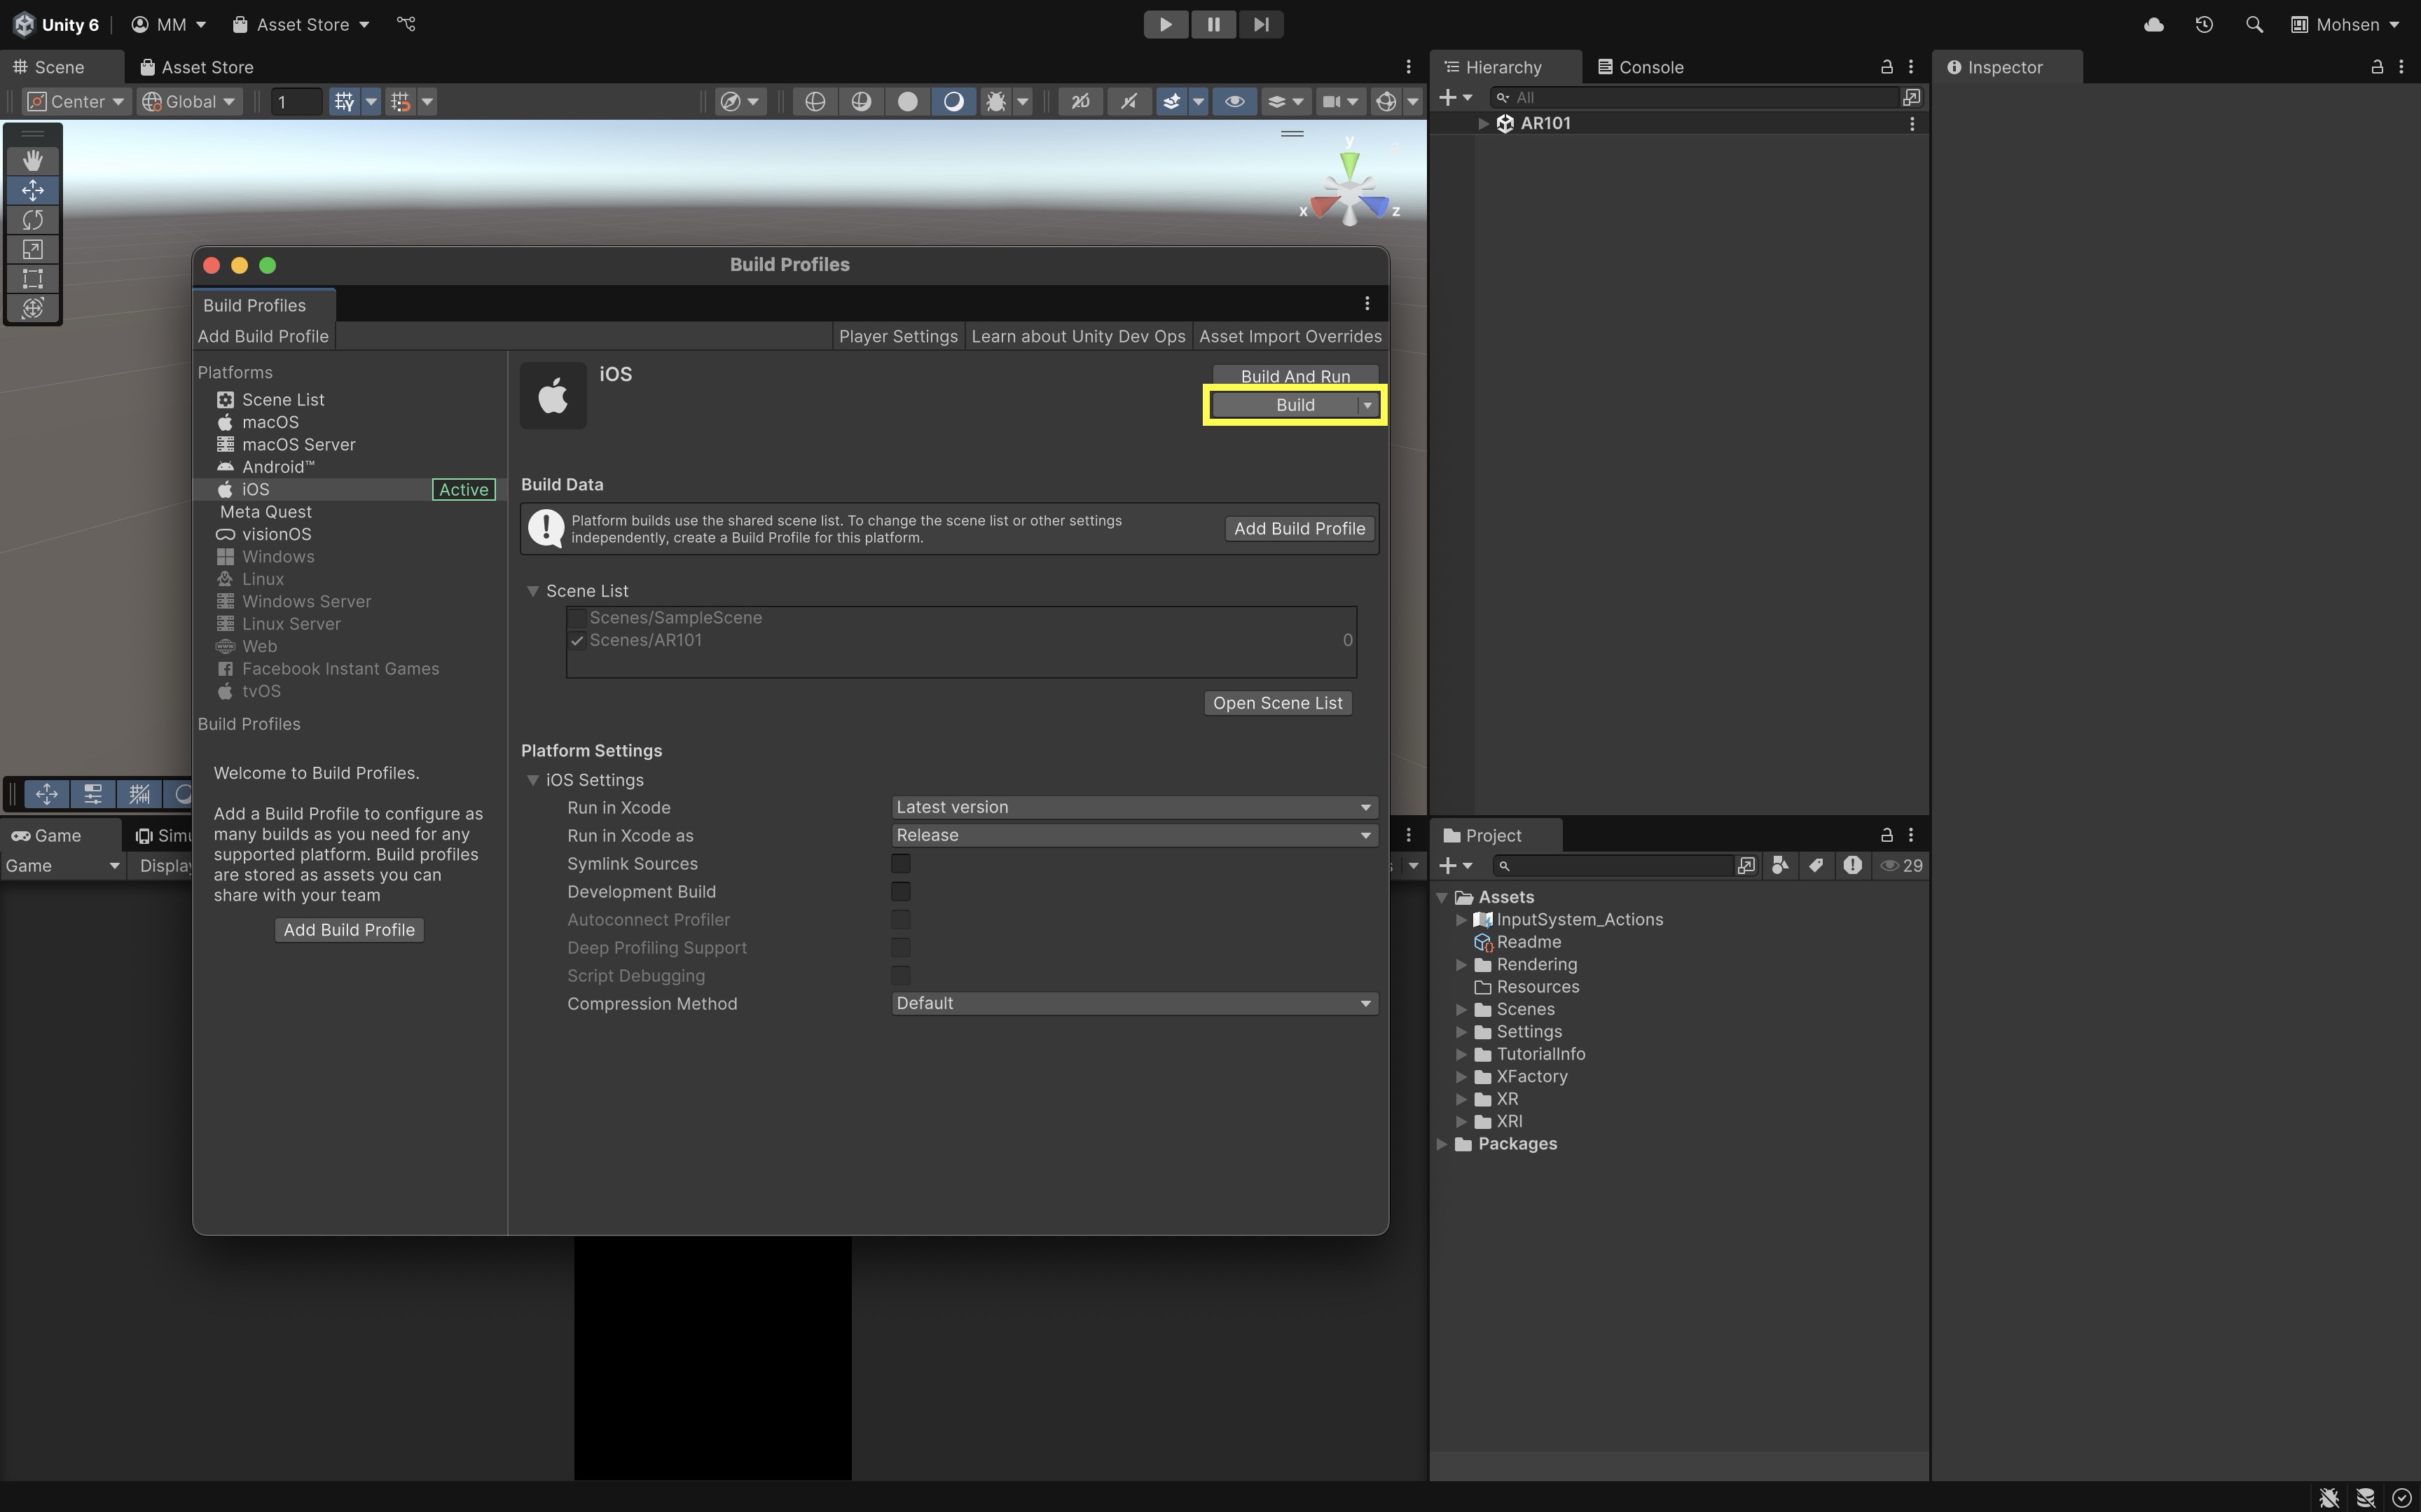 Unity 6
MM
Asset Store
Mohsen
Scene
Asset Store
Hierarchy
Console
Inspector
Center
Global
1
2D
All
AR101
y
x
z
Build Profiles
Build Profiles
Add Build Profile
Player Settings
Learn about Unity Dev Ops
Asset Import Overrides
Platforms
Scene List
macOS
macOS Server
Android™
iOS
Active
Meta Quest
visionOS
Windows
Linux
Windows Server
Linux Server
Web
Facebook Instant Games
tvOS
Build Profiles
Welcome to Build Profiles.
Add a Build Profile to configure as
many builds as you need for any
supported platform. Build profiles
are stored as assets you can
share with your team
Add Build Profile
iOS
Build And Run
Build
Build Data
Platform builds use the shared scene list. To change the scene list or other settings
independently, create a Build Profile for this platform.
Add Build Profile
Scene List
Scenes/SampleScene
Scenes/AR101
0
Open Scene List
Platform Settings
iOS Settings
Run in Xcode
Latest version
Run in Xcode as
Release
Symlink Sources
Development Build
Autoconnect Profiler
Deep Profiling Support
Script Debugging
Compression Method
Default
Game
Simu
Game
Display
Project
29
Assets
InputSystem_Actions
Readme
Rendering
Resources
Scenes
Settings
TutorialInfo
XFactory
XR
XRI
Packages